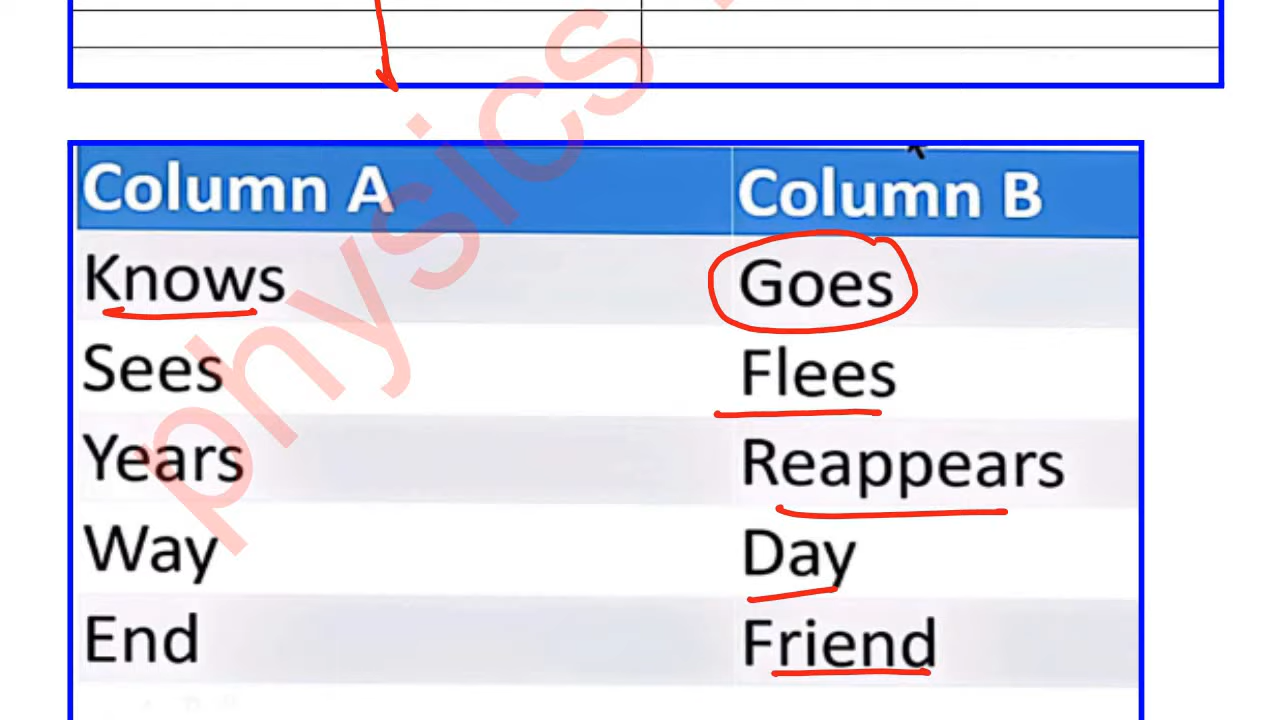 Column A Column B
Knows Goes
Sees Flees
Years Reappears
Way Day
End Friend
physics